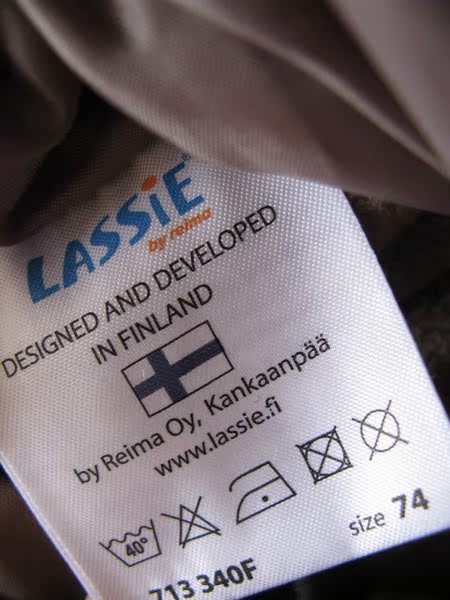 LASSIE
by reima
DESIGNED AND DEVELOPED
IN FINLAND
by Reima Oy, Kankaanpää
www.lassie.fi
40°
size 74
713 340F